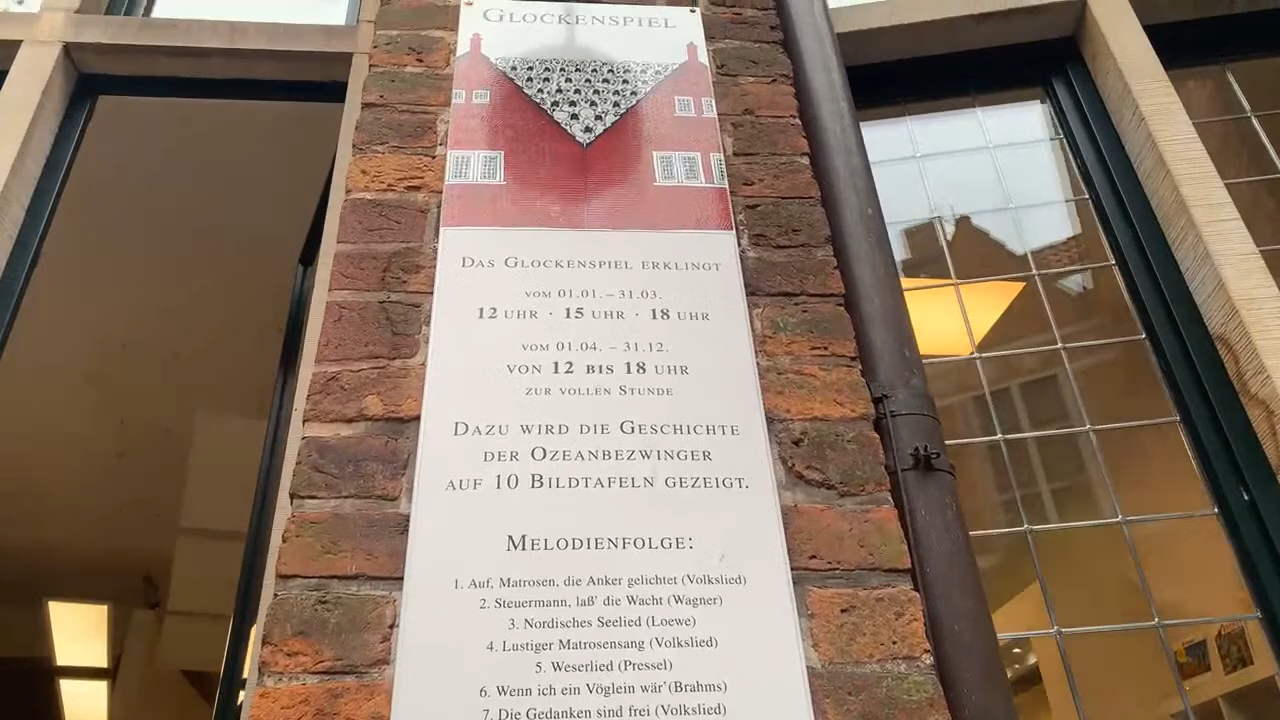 GLOCKENSPIEL
DAS GLOCKENSPIEL ERKLINGT
VOM 01.01. – 31.03.
12 UHR · 15 UHR · 18 UHR
VOM 01.04. – 31.12.
VON 12 BIS 18 UHR
ZUR VOLLEN STUNDE
DAZU WIRD DIE GESCHICHTE
DER OZEANBEZWINGER
AUF 10 BILDTAFELN GEZEIGT.
MELODIENFOLGE:
1. Auf, Matrosen, die Anker gelichtet (Volkslied)
2. Steuermann, laß' die Wacht (Wagner)
3. Nordisches Seelied (Loewe)
4. Lustiger Matrosensang (Volkslied)
5. Weserlied (Pressel)
6. Wenn ich ein Vöglein wär' (Brahms)
7. Die Gedanken sind frei (Volkslied)